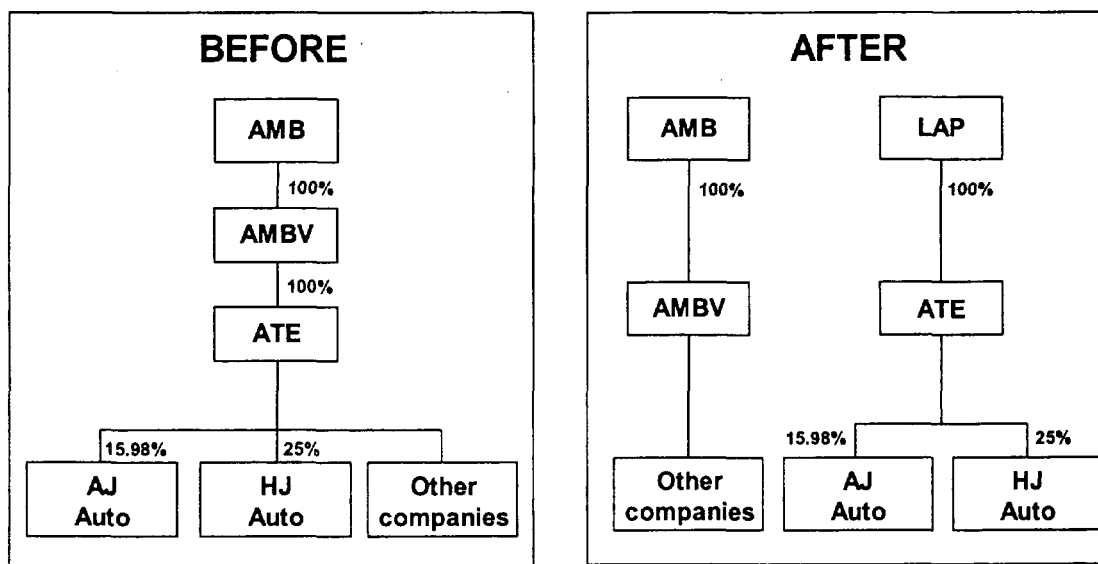 BEFORE
AMB
100%
AMBV
100%
ATE
15.98%
25%
AJ
Auto
HJ
Auto
Other
companies
AFTER
AMB
LAP
100%
100%
AMBV
ATE
15.98%
25%
Other
companies
AJ
Auto
HJ
Auto